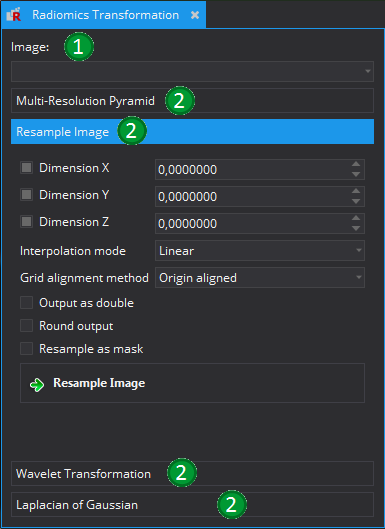 Radiomics Transformation
Image: 1
Multi-Resolution Pyramid 2
Resample Image 2
Dimension X 0,0000000
Dimension Y 0,0000000
Dimension Z 0,0000000
Interpolation mode Linear
Grid alignment method Origin aligned
Output as double
Round output
Resample as mask
Resample Image
Wavelet Transformation 2
Laplacian of Gaussian 2